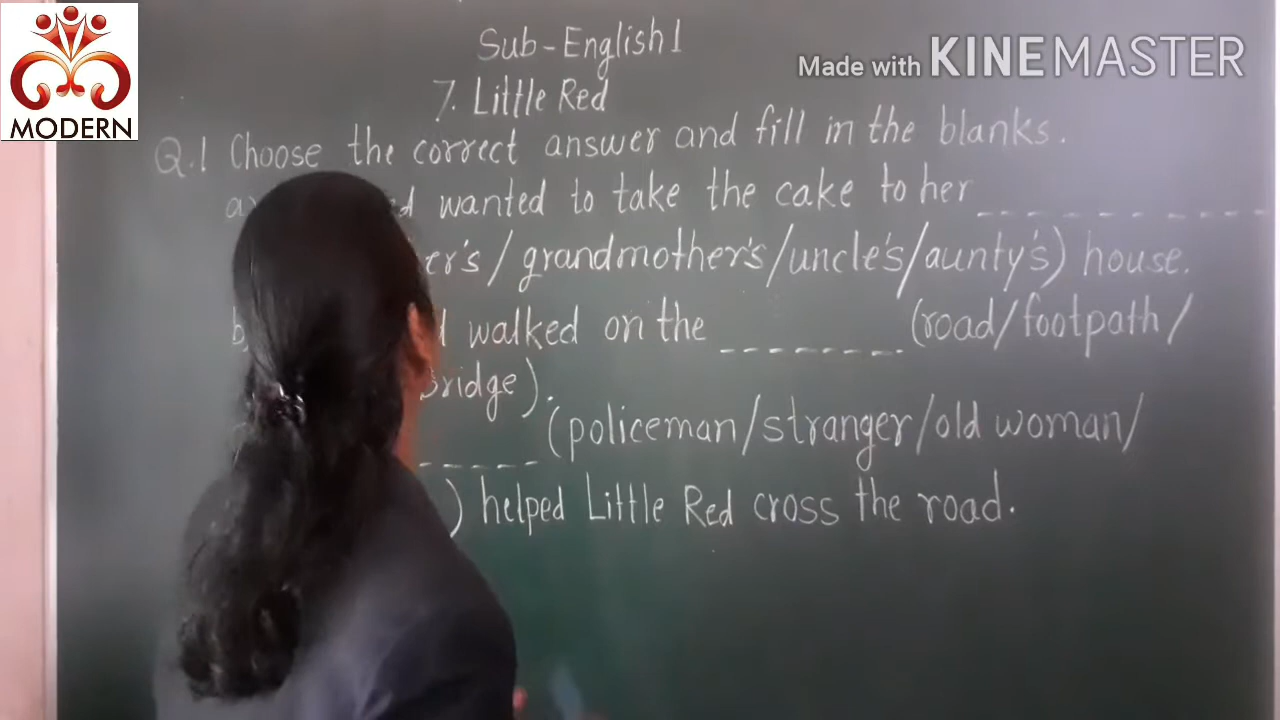 MODERN
Made with KINEMASTER
Sub-English 1
7. Little Red
Q.1 Choose the correct answer and fill in the blanks.
a) wanted to take the cake to her ------------
/ grandmother's/uncle's/aunty's) house.
b) walked on the -------- (road/footpath/
bridge).
------ (policeman/stranger/old woman/
) helped Little Red cross the road.